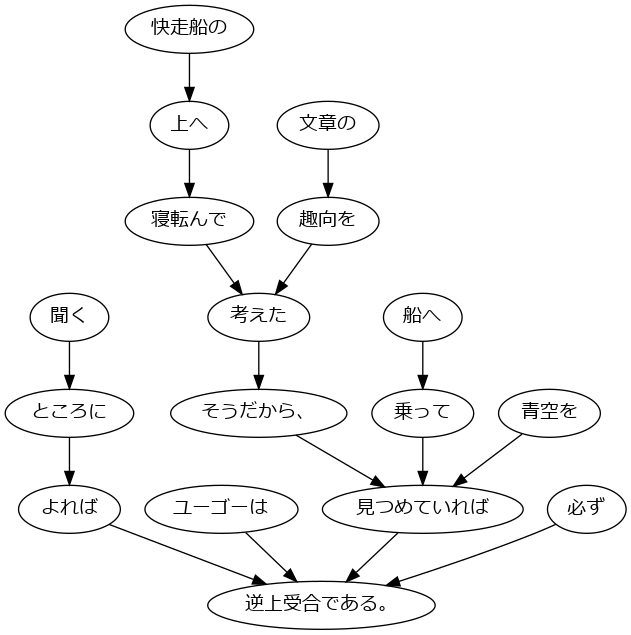 快走船の
上へ
文章の
寝転んで
趣向を
聞く
考えた
船へ
ところに
そうだから、
乗って
青空を
よれば
ユーゴーは
見つめていれば
必ず
逆上受合である。